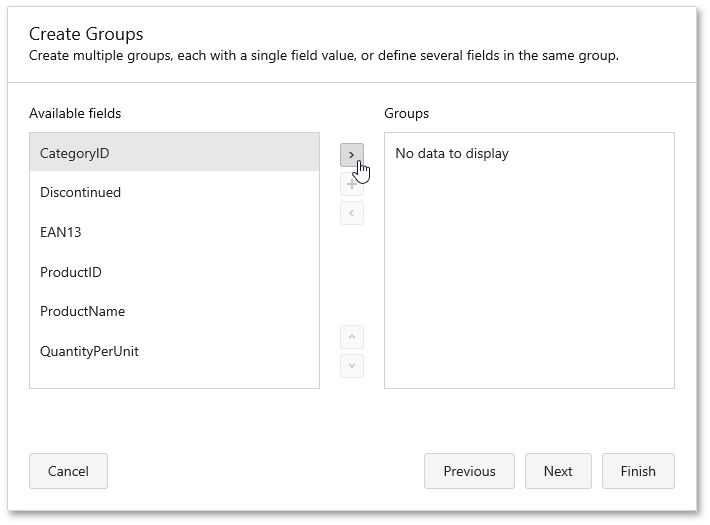 Create Groups
Create multiple groups, each with a single field value, or define several fields in the same group.
Available fields
CategoryID
Discontinued
EAN13
ProductID
ProductName
QuantityPerUnit
Groups
No data to display
Cancel
Previous
Next
Finish